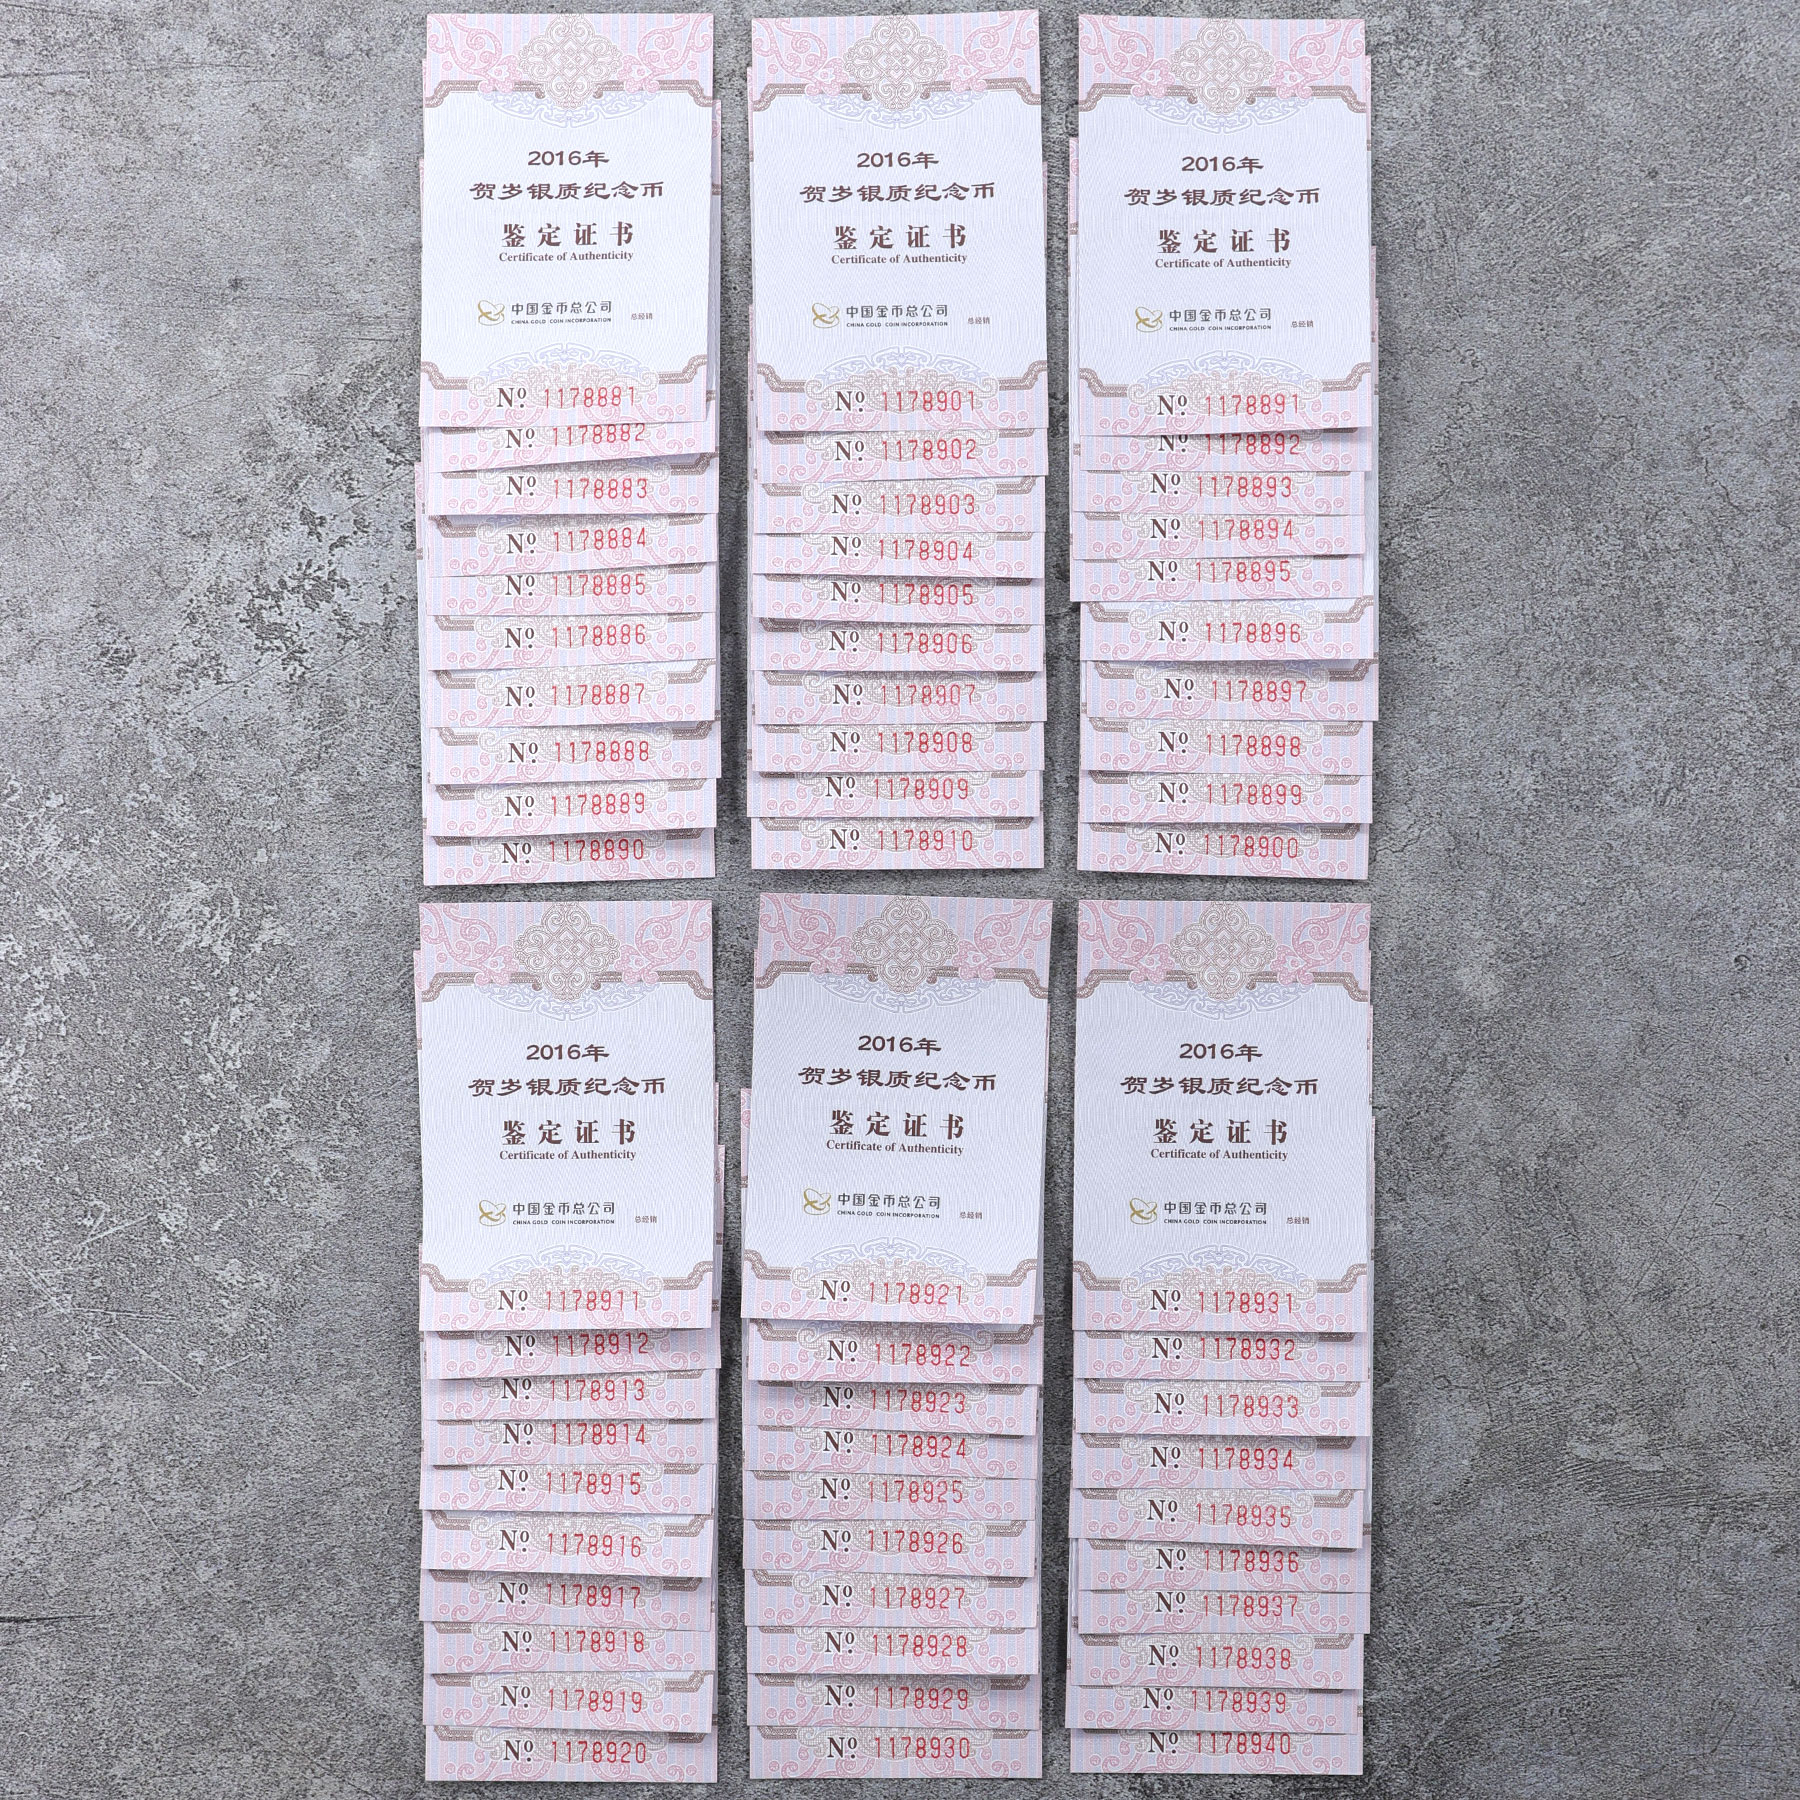 2016年
贺岁银质纪念币
鉴定证书
Certificate of Authenticity
中国金币总公司
CHINA GOLD COIN INCORPORATION
总经销
Nº 1178881
Nº 1178882
Nº 1178883
Nº 1178884
Nº 1178885
Nº 1178886
Nº 1178887
Nº 1178888
Nº 1178889
Nº 1178890
2016年
贺岁银质纪念币
鉴定证书
Certificate of Authenticity
中国金币总公司
CHINA GOLD COIN INCORPORATION
总经销
Nº 1178901
Nº 1178902
Nº 1178903
Nº 1178904
Nº 1178905
Nº 1178906
Nº 1178907
Nº 1178908
Nº 1178909
Nº 1178910
2016年
贺岁银质纪念币
鉴定证书
Certificate of Authenticity
中国金币总公司
CHINA GOLD COIN INCORPORATION
总经销
Nº 1178891
Nº 1178892
Nº 1178893
Nº 1178894
Nº 1178895
Nº 1178896
Nº 1178897
Nº 1178898
Nº 1178899
Nº 1178900
2016年
贺岁银质纪念币
鉴定证书
Certificate of Authenticity
中国金币总公司
CHINA GOLD COIN INCORPORATION
总经销
Nº 1178911
Nº 1178912
Nº 1178913
Nº 1178914
Nº 1178915
Nº 1178916
Nº 1178917
Nº 1178918
Nº 1178919
Nº 1178920
2016年
贺岁银质纪念币
鉴定证书
Certificate of Authenticity
中国金币总公司
CHINA GOLD COIN INCORPORATION
总经销
Nº 1178921
Nº 1178922
Nº 1178923
Nº 1178924
Nº 1178925
Nº 1178926
Nº 1178927
Nº 1178928
Nº 1178929
Nº 1178930
2016年
贺岁银质纪念币
鉴定证书
Certificate of Authenticity
中国金币总公司
CHINA GOLD COIN INCORPORATION
总经销
Nº 1178931
Nº 1178932
Nº 1178933
Nº 1178934
Nº 1178935
Nº 1178936
Nº 1178937
Nº 1178938
Nº 1178939
Nº 1178940